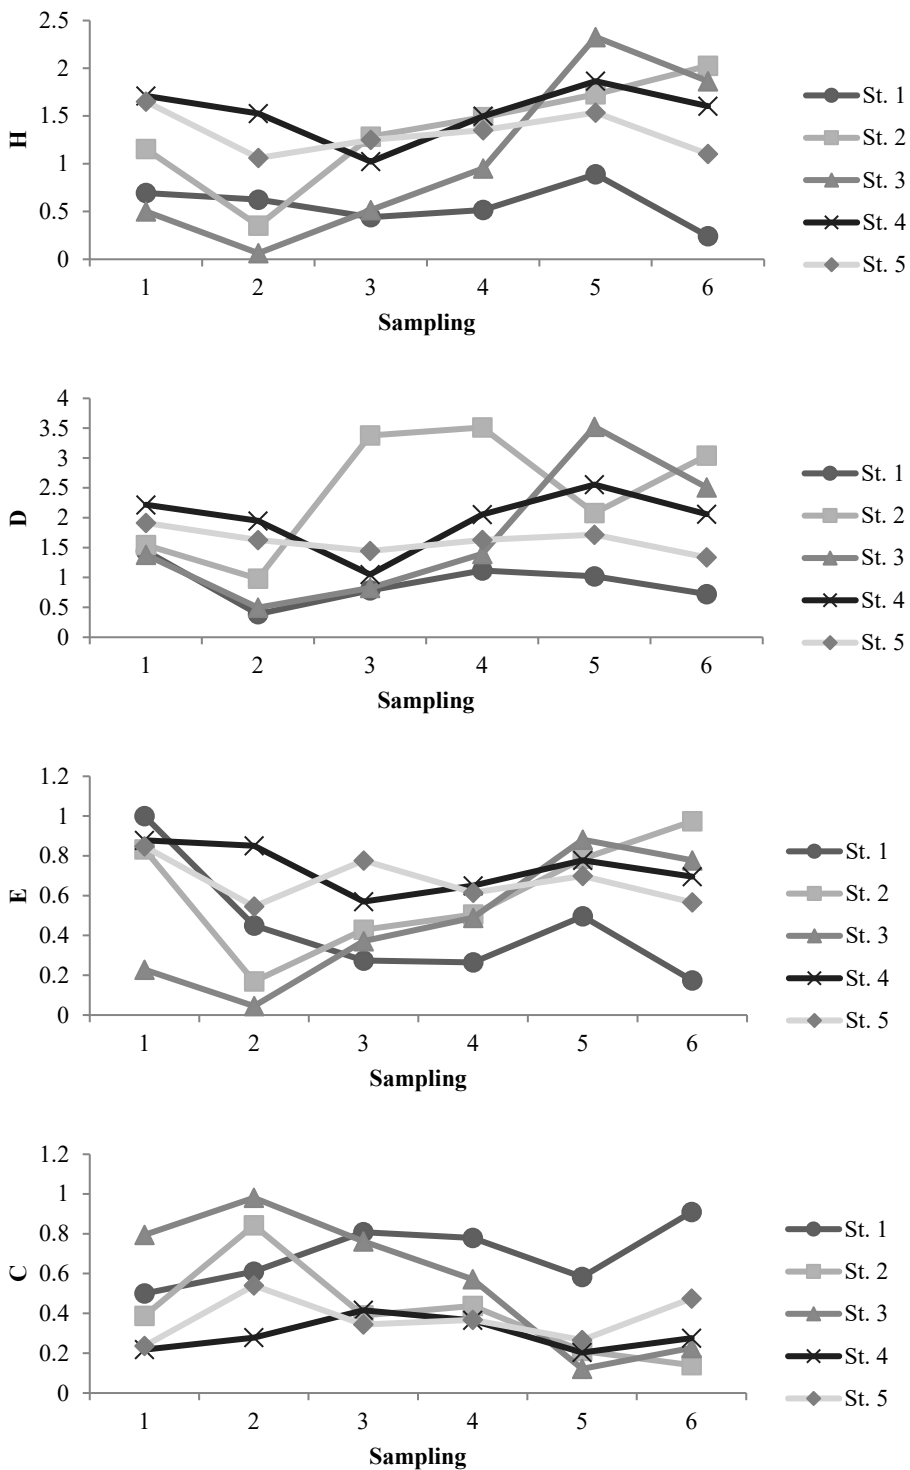 2.5
2
1.5
1
0.5
0
H
1 2 3 4 5 6
Sampling
St. 1
St. 2
St. 3
St. 4
St. 5
4
3.5
3
2.5
2
1.5
1
0.5
0
D
1 2 3 4 5 6
Sampling
St. 1
St. 2
St. 3
St. 4
St. 5
1.2
1
0.8
0.6
0.4
0.2
0
E
1 2 3 4 5 6
Sampling
St. 1
St. 2
St. 3
St. 4
St. 5
1.2
1
0.8
0.6
0.4
0.2
0
C
1 2 3 4 5 6
Sampling
St. 1
St. 2
St. 3
St. 4
St. 5